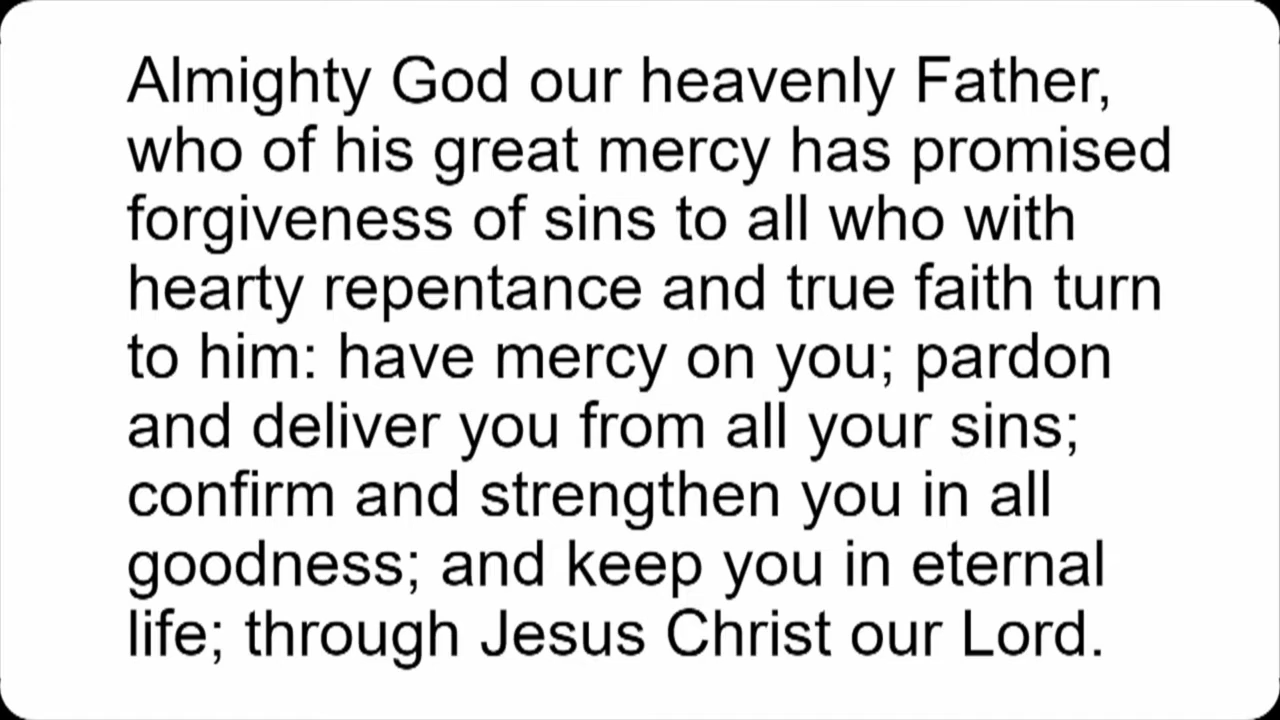 Almighty God our heavenly Father,
who of his great mercy has promised
forgiveness of sins to all who with
hearty repentance and true faith turn
to him: have mercy on you; pardon
and deliver you from all your sins;
confirm and strengthen you in all
goodness; and keep you in eternal
life; through Jesus Christ our Lord.